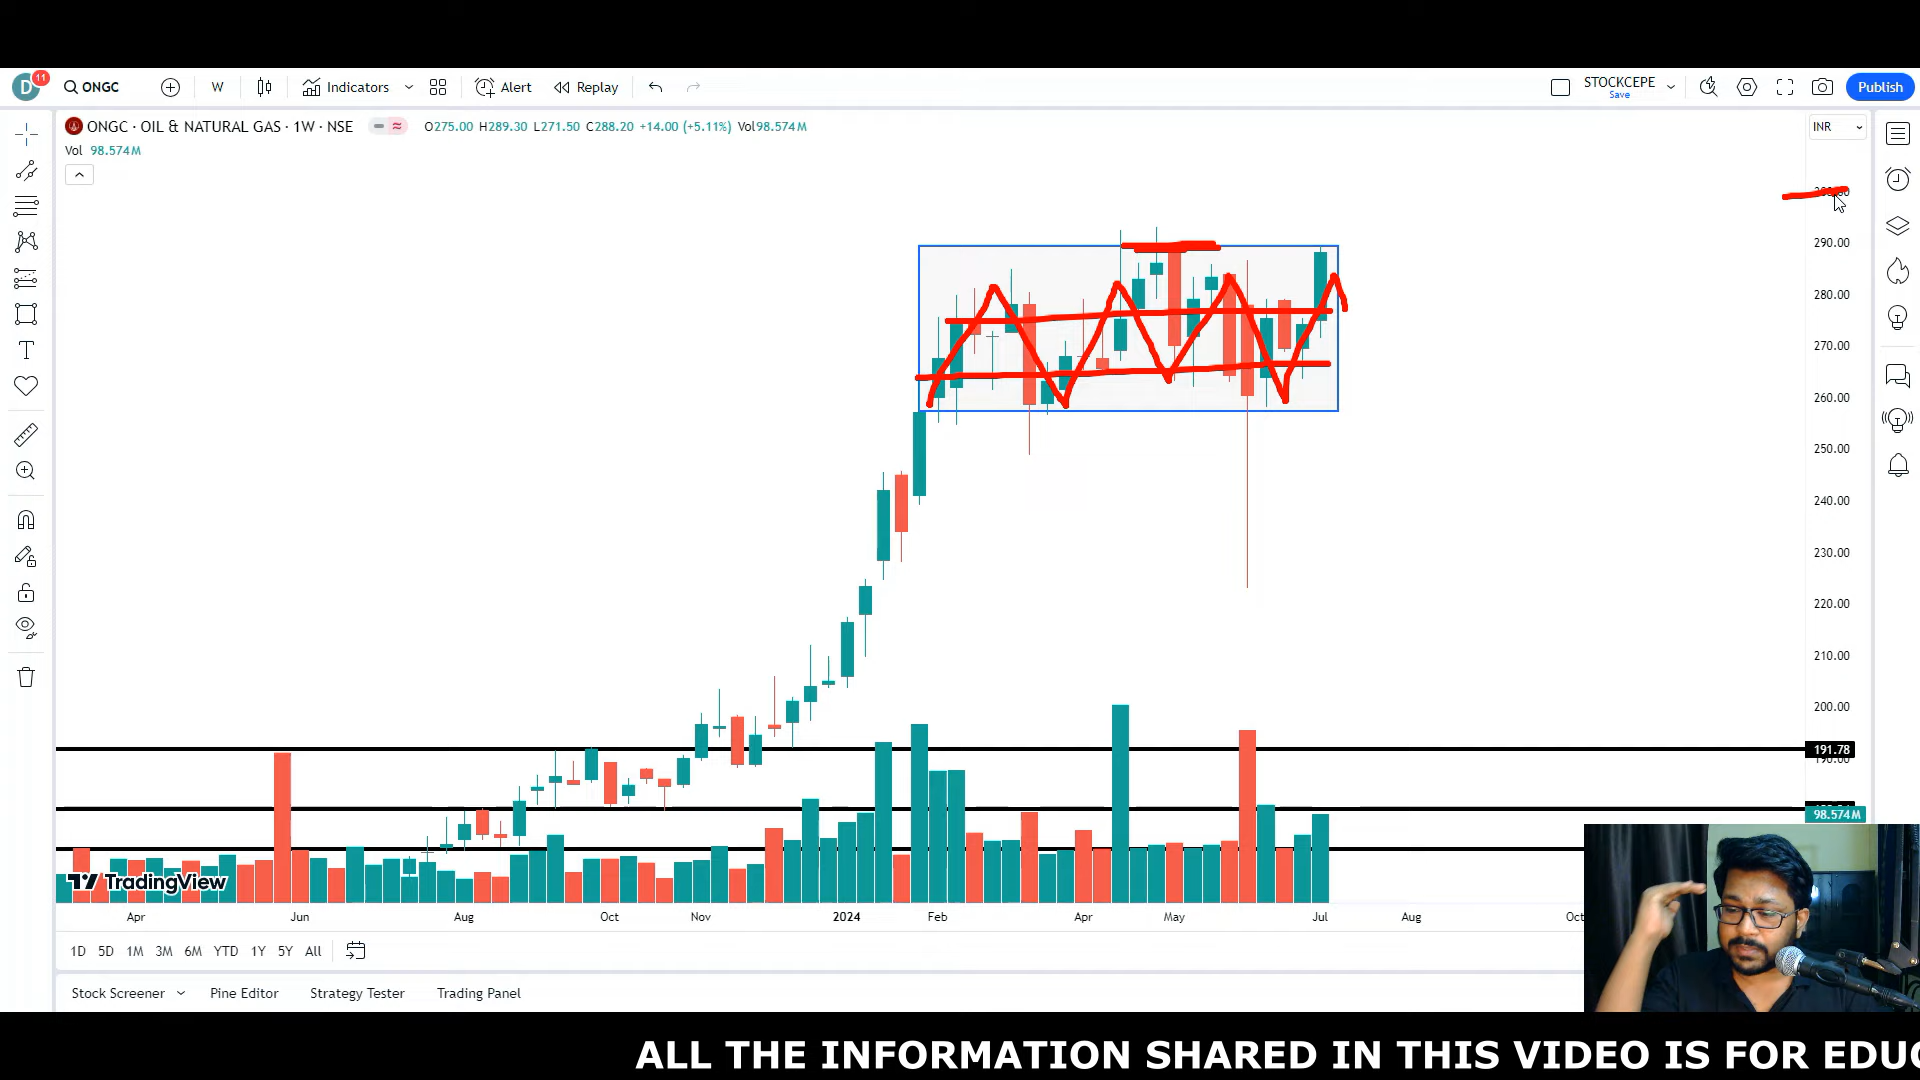 D 11 ONGC W Indicators Alert Replay STOCKCEPE Save Publish
ONGC · OIL & NATURAL GAS · 1W · NSE O275.00 H289.30 L271.50 C288.20 +14.00 (+5.11%) Vol98.574M INR
Vol 98.574M
290.00
280.00
270.00
260.00
250.00
240.00
230.00
220.00
210.00
200.00
191.78
190.00
98.574M
TradingView
Apr Jun Aug Oct Nov 2024 Feb Apr May Jul Aug Oct
1D 5D 1M 3M 6M YTD 1Y 5Y All
Stock Screener Pine Editor Strategy Tester Trading Panel
ALL THE INFORMATION SHARED IN THIS VIDEO IS FOR EDUC